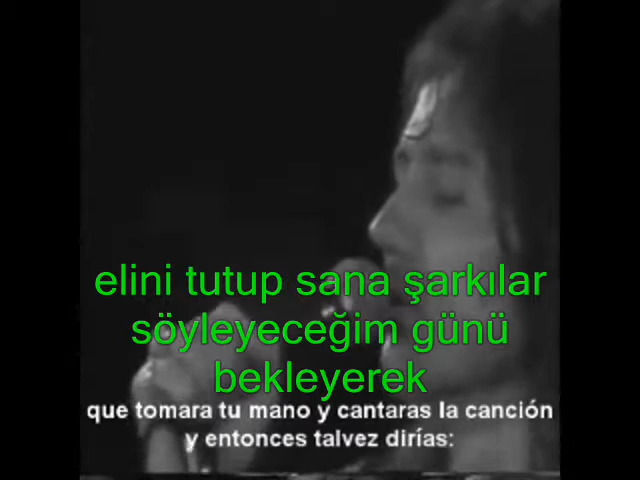 elini tutup sana şarkılar
söyleyeceğim günü
bekleyerek
que tomara tu mano y cantaras la canción
y entonces talvez dirías: